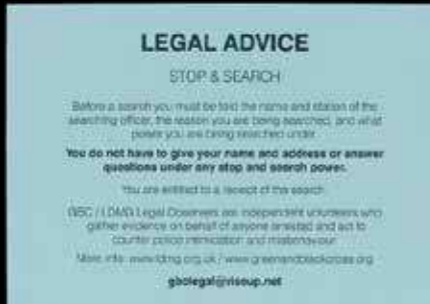 LEGAL ADVICE
STOP & SEARCH
Before a search you must be told the name and station of the
searching officer, the reason you are being searched, and what
power you are being searched under.
You do not have to give your name and address or answer
questions under any stop and search power.
You are entitled to a receipt of the search.
GBC / LDMG Legal Observers are independent volunteers who
gather evidence on behalf of anyone arrested and act to
counter police intimidation and misbehaviour.
More info: www.ldmg.org.uk / www.greenandblackcross.org
gbclegal@riseup.net